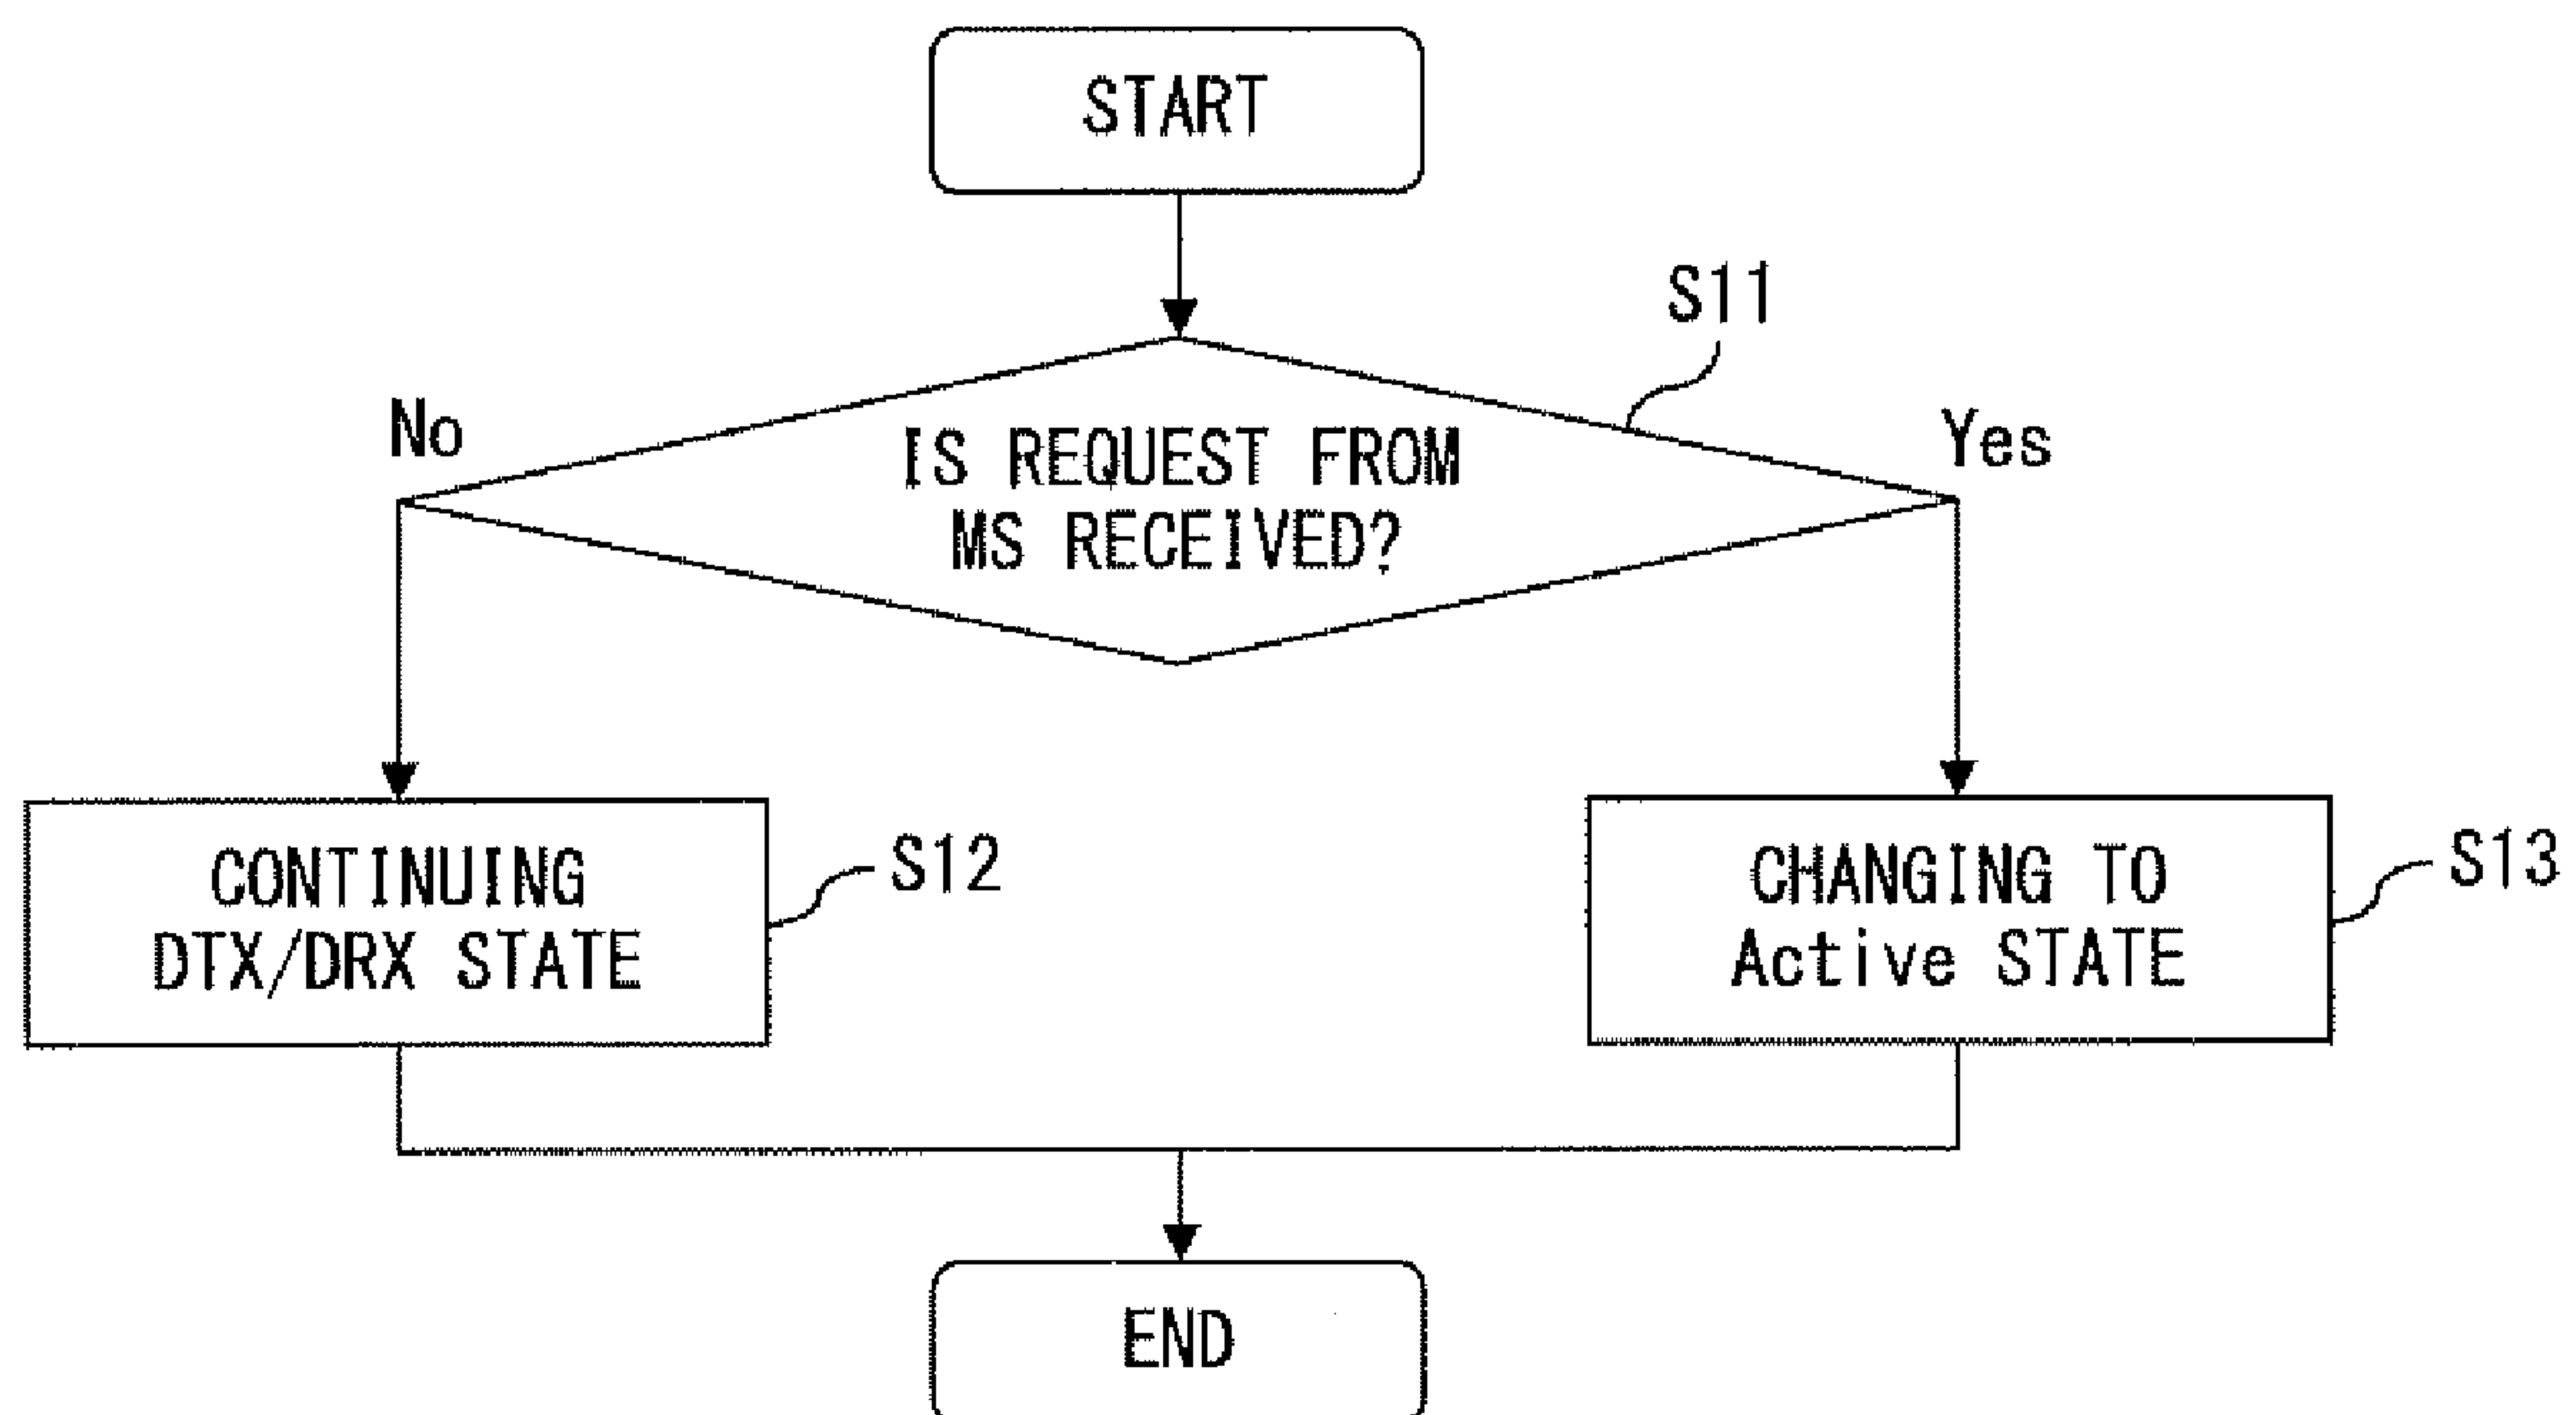 START
S11
No
Yes
IS REQUEST FROM
MS RECEIVED?
CONTINUING
DTX/DRX STATE
S12
CHANGING TO
Active STATE
S13
END